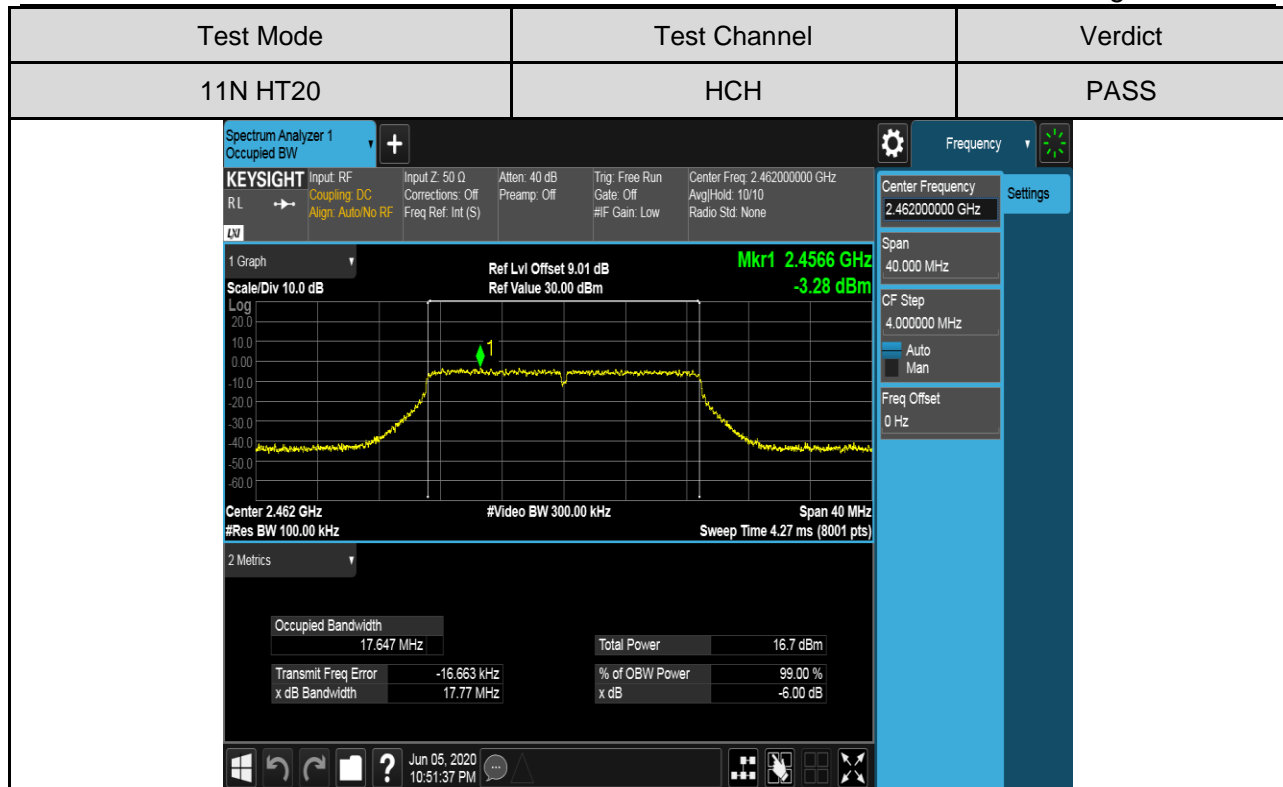 Test Mode Test Channel Verdict
11N HT20 HCH PASS
Spectrum Analyzer 1
Occupied BW
+
Frequency
KEYSIGHT Input: RF Input Z: 50 Ω Atten: 40 dB Trig: Free Run Center Freq: 2.462000000 GHz
RL Coupling: DC Corrections: Off Preamp: Off Gate: Off Avg|Hold: 10/10
Align: Auto/No RF Freq Ref: Int (S) #IF Gain: Low Radio Std: None
LXI
Center Frequency
2.462000000 GHz
Settings
Span
40.000 MHz
CF Step
4.000000 MHz
Auto
Man
Freq Offset
0 Hz
1 Graph
Ref Lvl Offset 9.01 dB
Mkr1 2.4566 GHz
Scale/Div 10.0 dB
Ref Value 30.00 dBm
-3.28 dBm
Log
20.0
10.0
0.00
-10.0
-20.0
-30.0
-40.0
-50.0
-60.0
1
Center 2.462 GHz #Video BW 300.00 kHz Span 40 MHz
#Res BW 100.00 kHz Sweep Time 4.27 ms (8001 pts)
2 Metrics
Occupied Bandwidth
17.647 MHz
Total Power 16.7 dBm
Transmit Freq Error -16.663 kHz % of OBW Power 99.00 %
x dB Bandwidth 17.77 MHz x dB -6.00 dB
?
Jun 05, 2020
10:51:37 PM